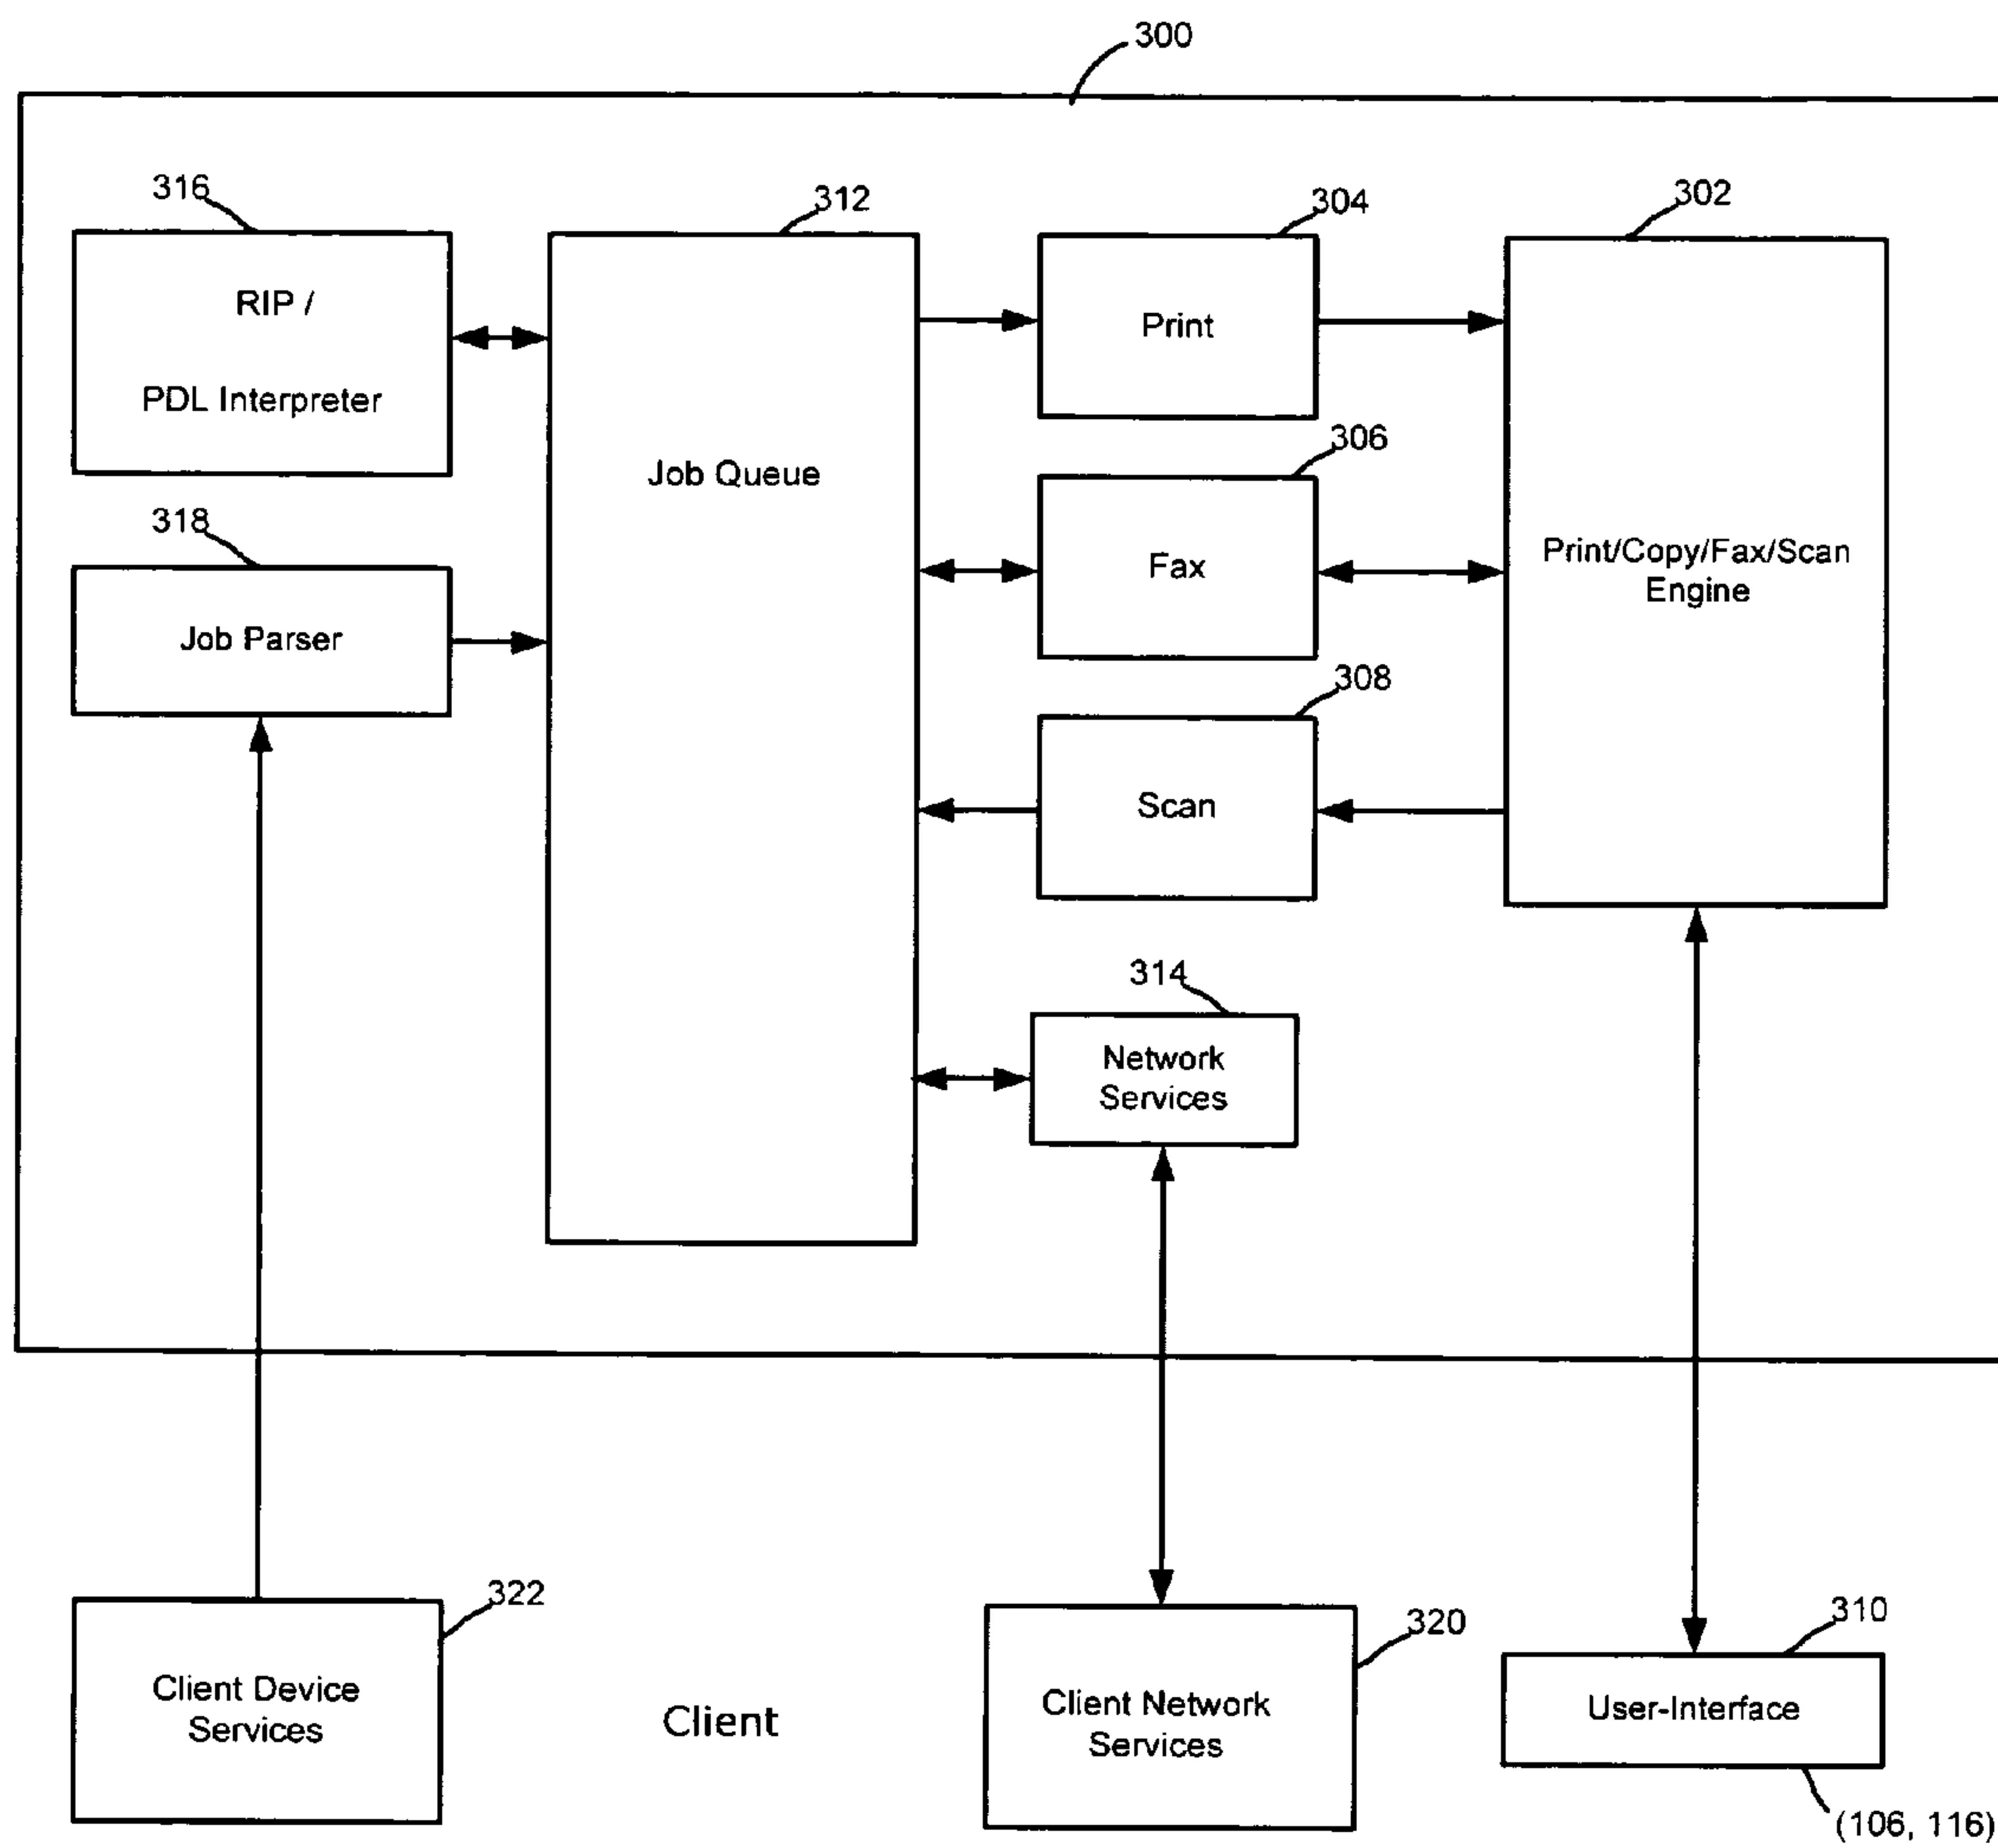 300
316
312
304
302
RIP /
PDL Interpreter
Job Queue
Print
Print/Copy/Fax/Scan
Engine
306
Fax
318
Job Parser
308
Scan
314
Network
Services
322
Client Device
Services
Client
320
Client Network
Services
310
User-Interface
(106, 116)